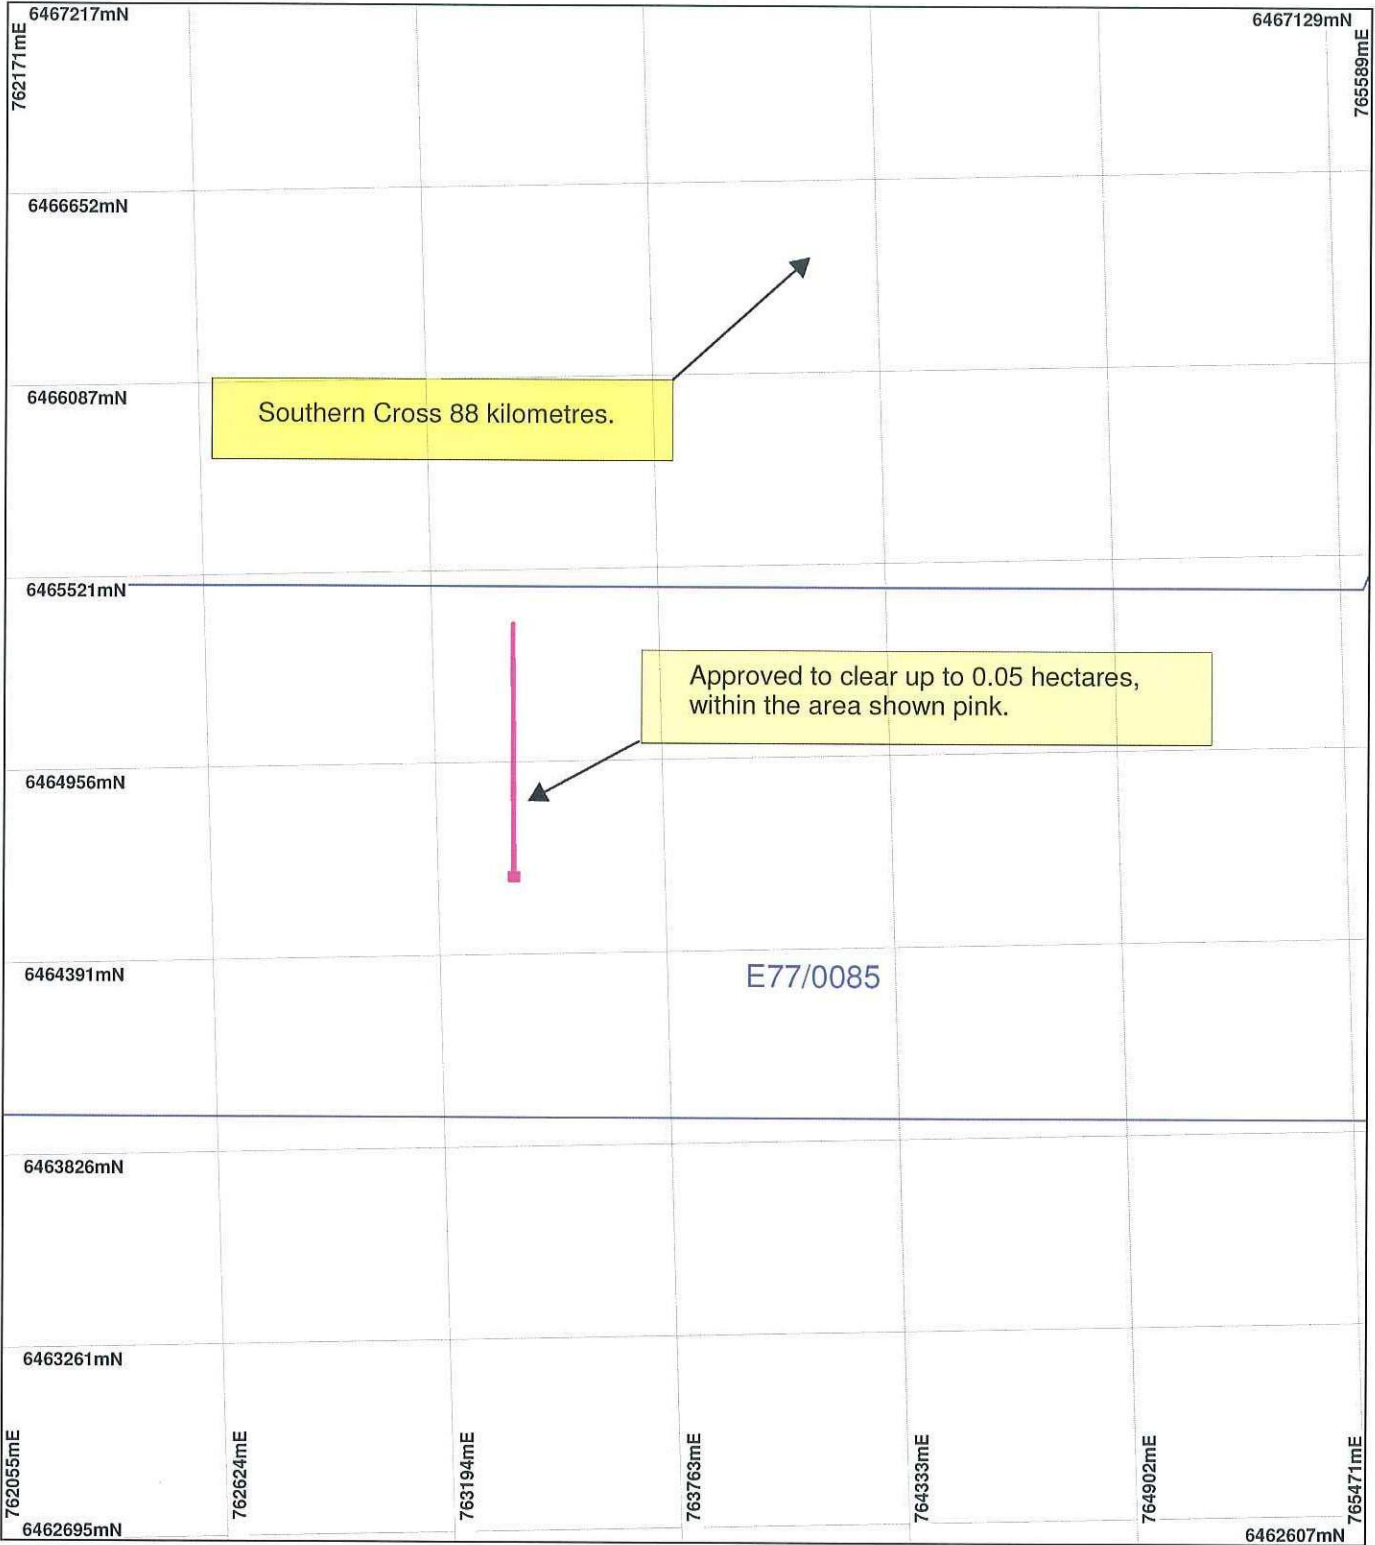 6467217mN
6467129mN
762171mE
765589mE
6466652mN
6466087mN
Southern Cross 88 kilometres.
6465521mN
Approved to clear up to 0.05 hectares,
within the area shown pink.
6464956mN
6464391mN
E77/0085
6463826mN
6463261mN
762055mE
762624mE
763194mE
763763mE
764333mE
764902mE
765471mE
6462695mN
6462607mN